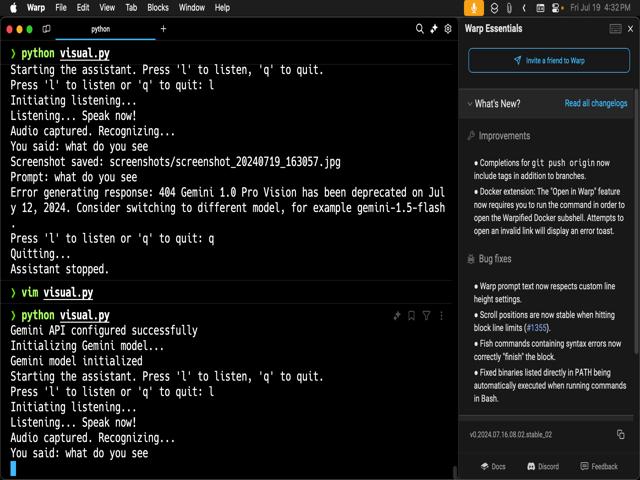 Warp File Edit View Tab Blocks Window Help
Fri Jul 19 4:32 PM
python
Warp Essentials
❯ python visual.py
Starting the assistant. Press 'l' to listen, 'q' to quit.
Press 'l' to listen or 'q' to quit: l
Initiating listening...
Listening... Speak now!
Audio captured. Recognizing...
You said: what do you see
Screenshot saved: screenshots/screenshot_20240719_163057.jpg
Prompt: what do you see
Error generating response: 404 Gemini 1.0 Pro Vision has been deprecated on Jul
y 12, 2024. Consider switching to different model, for example gemini-1.5-flash
.
Press 'l' to listen or 'q' to quit: q
Quitting...
Assistant stopped.
❯ vim visual.py
❯ python visual.py
Gemini API configured successfully
Initializing Gemini model...
Gemini model initialized
Starting the assistant. Press 'l' to listen, 'q' to quit.
Press 'l' to listen or 'q' to quit: l
Initiating listening...
Listening... Speak now!
Audio captured. Recognizing...
You said: what do you see
Invite a friend to Warp
What's New?
Read all changelogs
Improvements
• Completions for git push origin now
include tags in addition to branches.
• Docker extension: The "Open in Warp" feature
now requires you to run the command in order to
open the Warpified Docker subshell. Attempts to
open an invalid link will display an error toast.
Bug fixes
• Warp prompt text now respects custom line
height settings.
• Scroll positions are now stable when hitting
block line limits (#1355).
• Fish commands containing syntax errors now
correctly "finish" the block.
• Fixed binaries listed directly in PATH being
automatically executed when running commands
in Bash.
v0.2024.07.16.08.02.stable_02
Docs Discord Feedback